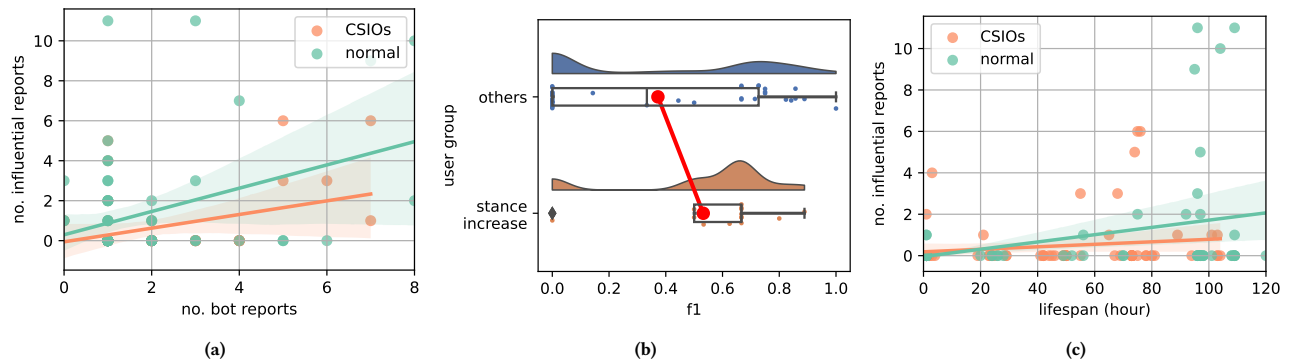 no. influential reports
10
8
6
4
2
0
0 2 4 6 8
no. bot reports
CSIOs
normal
(a)
user group
others
stance
increase
0.0 0.2 0.4 0.6 0.8 1.0
f1
(b)
no. influential reports
10
8
6
4
2
0
0 20 40 60 80 100 120
lifespan (hour)
CSIOs
normal
(c)